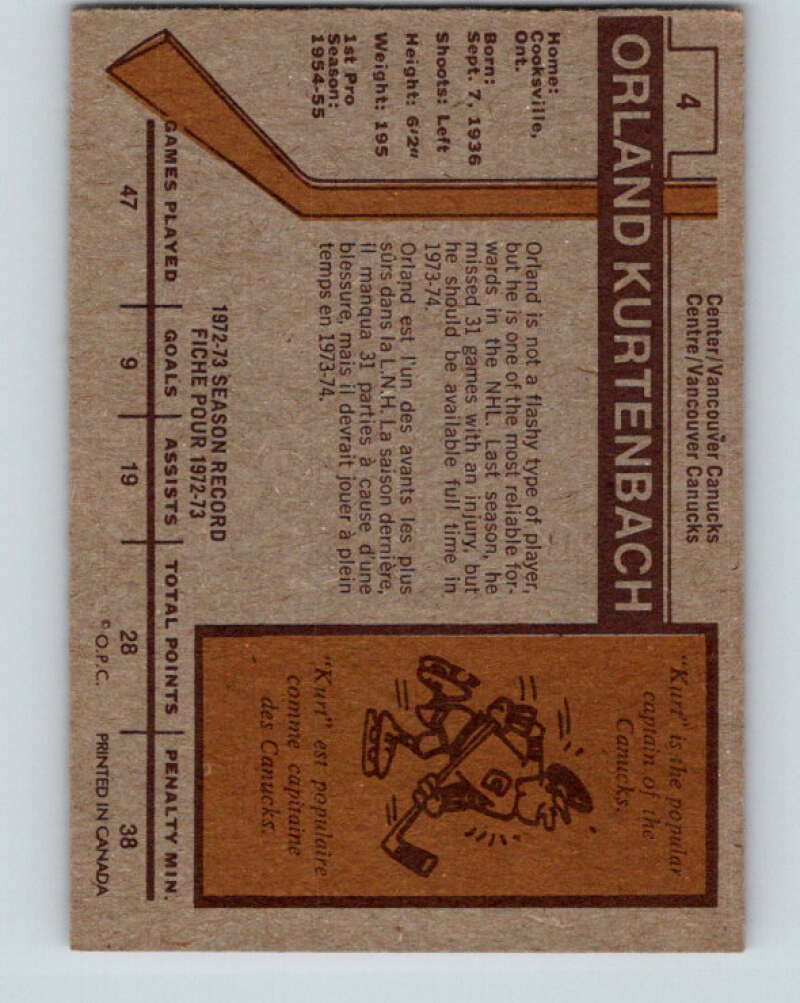 4
Center/Vancouver Canucks
Centre/Vancouver Canucks
ORLAND KURTENBACH
Home:
Cooksville,
Ont.
Born:
Sept. 7, 1936
Shoots: Left
Height: 6'2"
Weight: 195
1st Pro
Season:
1954-55
Orland is not a flashy type of player,
but he is one of the most reliable for-
wards in the NHL. Last season, he
missed 31 games with an injury, but
he should be available full time in
1973-74.
Orland est l'un des avants les plus
sûrs dans la L.N.H. La saison dernière,
il manqua 31 parties à cause d'une
blessure, mais il devrait jouer à plein
temps en 1973-74.
"Kurt" is the popular
captain of the
Canucks.
C
"Kurt" est populaire
comme capitaine
des Canucks.
1972-73 SEASON RECORD
FICHE POUR 1972-73
GAMES PLAYED GOALS ASSISTS TOTAL POINTS PENALTY MIN.
47 9 19 28 38
© O.P.C. PRINTED IN CANADA